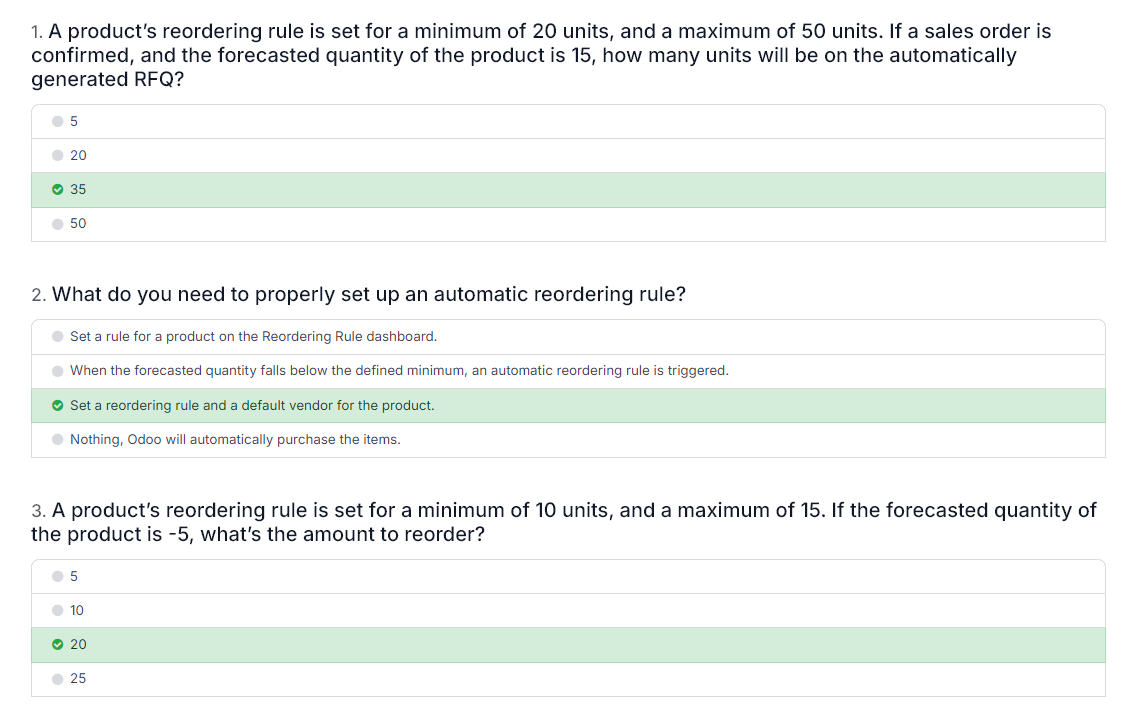 1. A product’s reordering rule is set for a minimum of 20 units, and a maximum of 50 units. If a sales order is
confirmed, and the forecasted quantity of the product is 15, how many units will be on the automatically
generated RFQ?
5
20
35
50
2. What do you need to properly set up an automatic reordering rule?
Set a rule for a product on the Reordering Rule dashboard.
When the forecasted quantity falls below the defined minimum, an automatic reordering rule is triggered.
Set a reordering rule and a default vendor for the product.
Nothing, Odoo will automatically purchase the items.
3. A product’s reordering rule is set for a minimum of 10 units, and a maximum of 15. If the forecasted quantity of
the product is -5, what’s the amount to reorder?
5
10
20
25